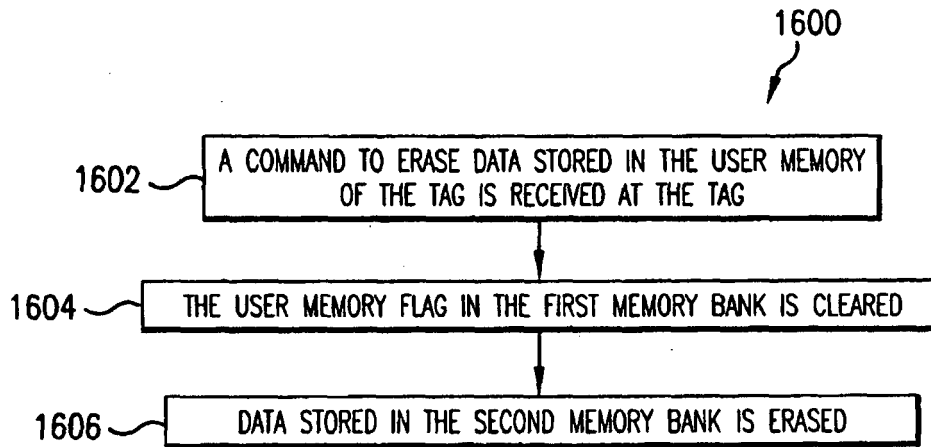 1600
1602
A COMMAND TO ERASE DATA STORED IN THE USER MEMORY
OF THE TAG IS RECEIVED AT THE TAG
1604
THE USER MEMORY FLAG IN THE FIRST MEMORY BANK IS CLEARED
1606
DATA STORED IN THE SECOND MEMORY BANK IS ERASED